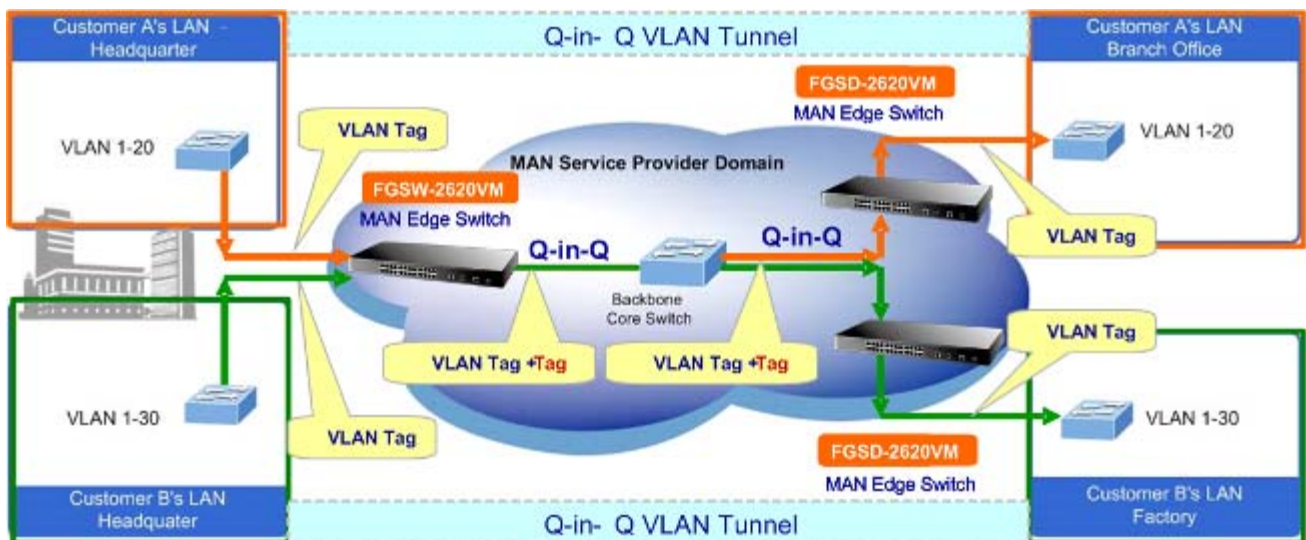 Customer A's LAN -
Headquarter
Q-in- Q VLAN Tunnel
Customer A's LAN
Branch Office
VLAN 1-20
VLAN Tag
FGSD-2620VM
MAN Edge Switch
VLAN 1-20
MAN Service Provider Domain
FGSW-2620VM
MAN Edge Switch
VLAN Tag
Q-in-Q
Q-in-Q
Backbone
Core Switch
VLAN Tag +Tag
VLAN Tag +Tag
VLAN Tag
VLAN 1-30
VLAN Tag
VLAN 1-30
FGSD-2620VM
MAN Edge Switch
Customer B's LAN
Headquater
Q-in- Q VLAN Tunnel
Customer B's LAN
Factory